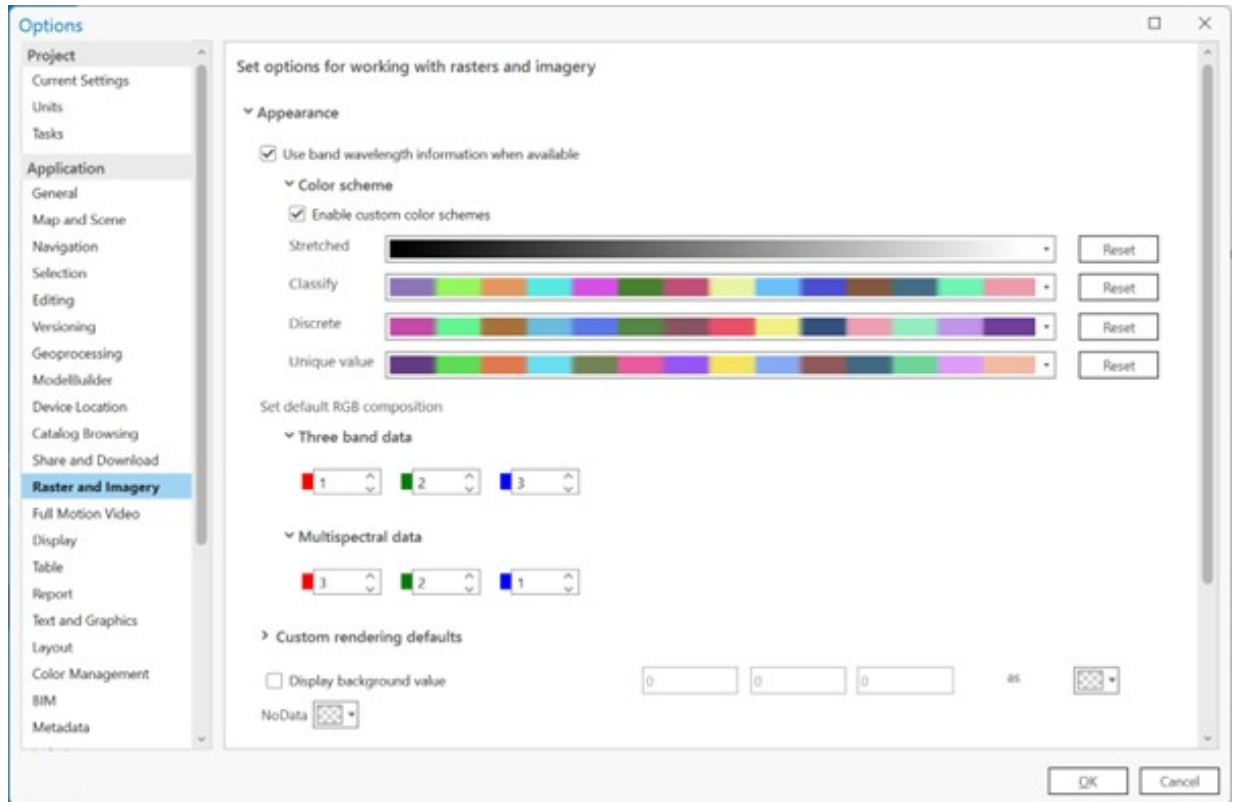 Options
Project
Current Settings
Units
Tasks
Application
General
Map and Scene
Navigation
Selection
Editing
Versioning
Geoprocessing
ModelBuilder
Device Location
Catalog Browsing
Share and Download
Raster and Imagery
Full Motion Video
Display
Table
Report
Text and Graphics
Layout
Color Management
BIM
Metadata
Set options for working with rasters and imagery
Appearance
Use band wavelength information when available
Color scheme
Enable custom color schemes
Stretched Reset
Classify Reset
Discrete Reset
Unique value Reset
Set default RGB composition
Three band data
1 2 3
Multispectral data
3 2 1
Custom rendering defaults
Display background value 0 0 0 as
NoData
OK Cancel